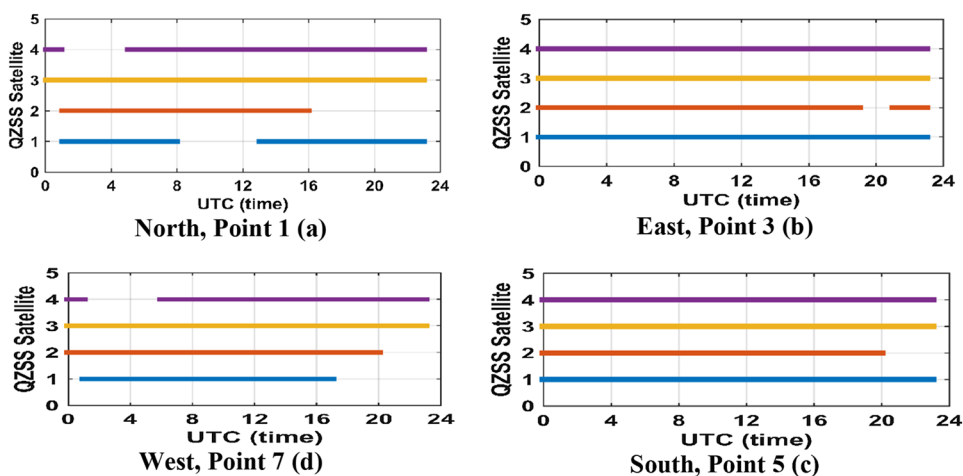 5
4
3
2
1
0
QZSS Satellite
0 4 8 12 16 20 24
UTC (time)
North, Point 1 (a)
5
4
3
2
1
0
QZSS Satellite
0 4 8 12 16 20 24
UTC (time)
East, Point 3 (b)
5
4
3
2
1
0
QZSS Satellite
0 4 8 12 16 20 24
UTC (time)
West, Point 7 (d)
5
4
3
2
1
0
QZSS Satellite
0 4 8 12 16 20 24
UTC (time)
South, Point 5 (c)